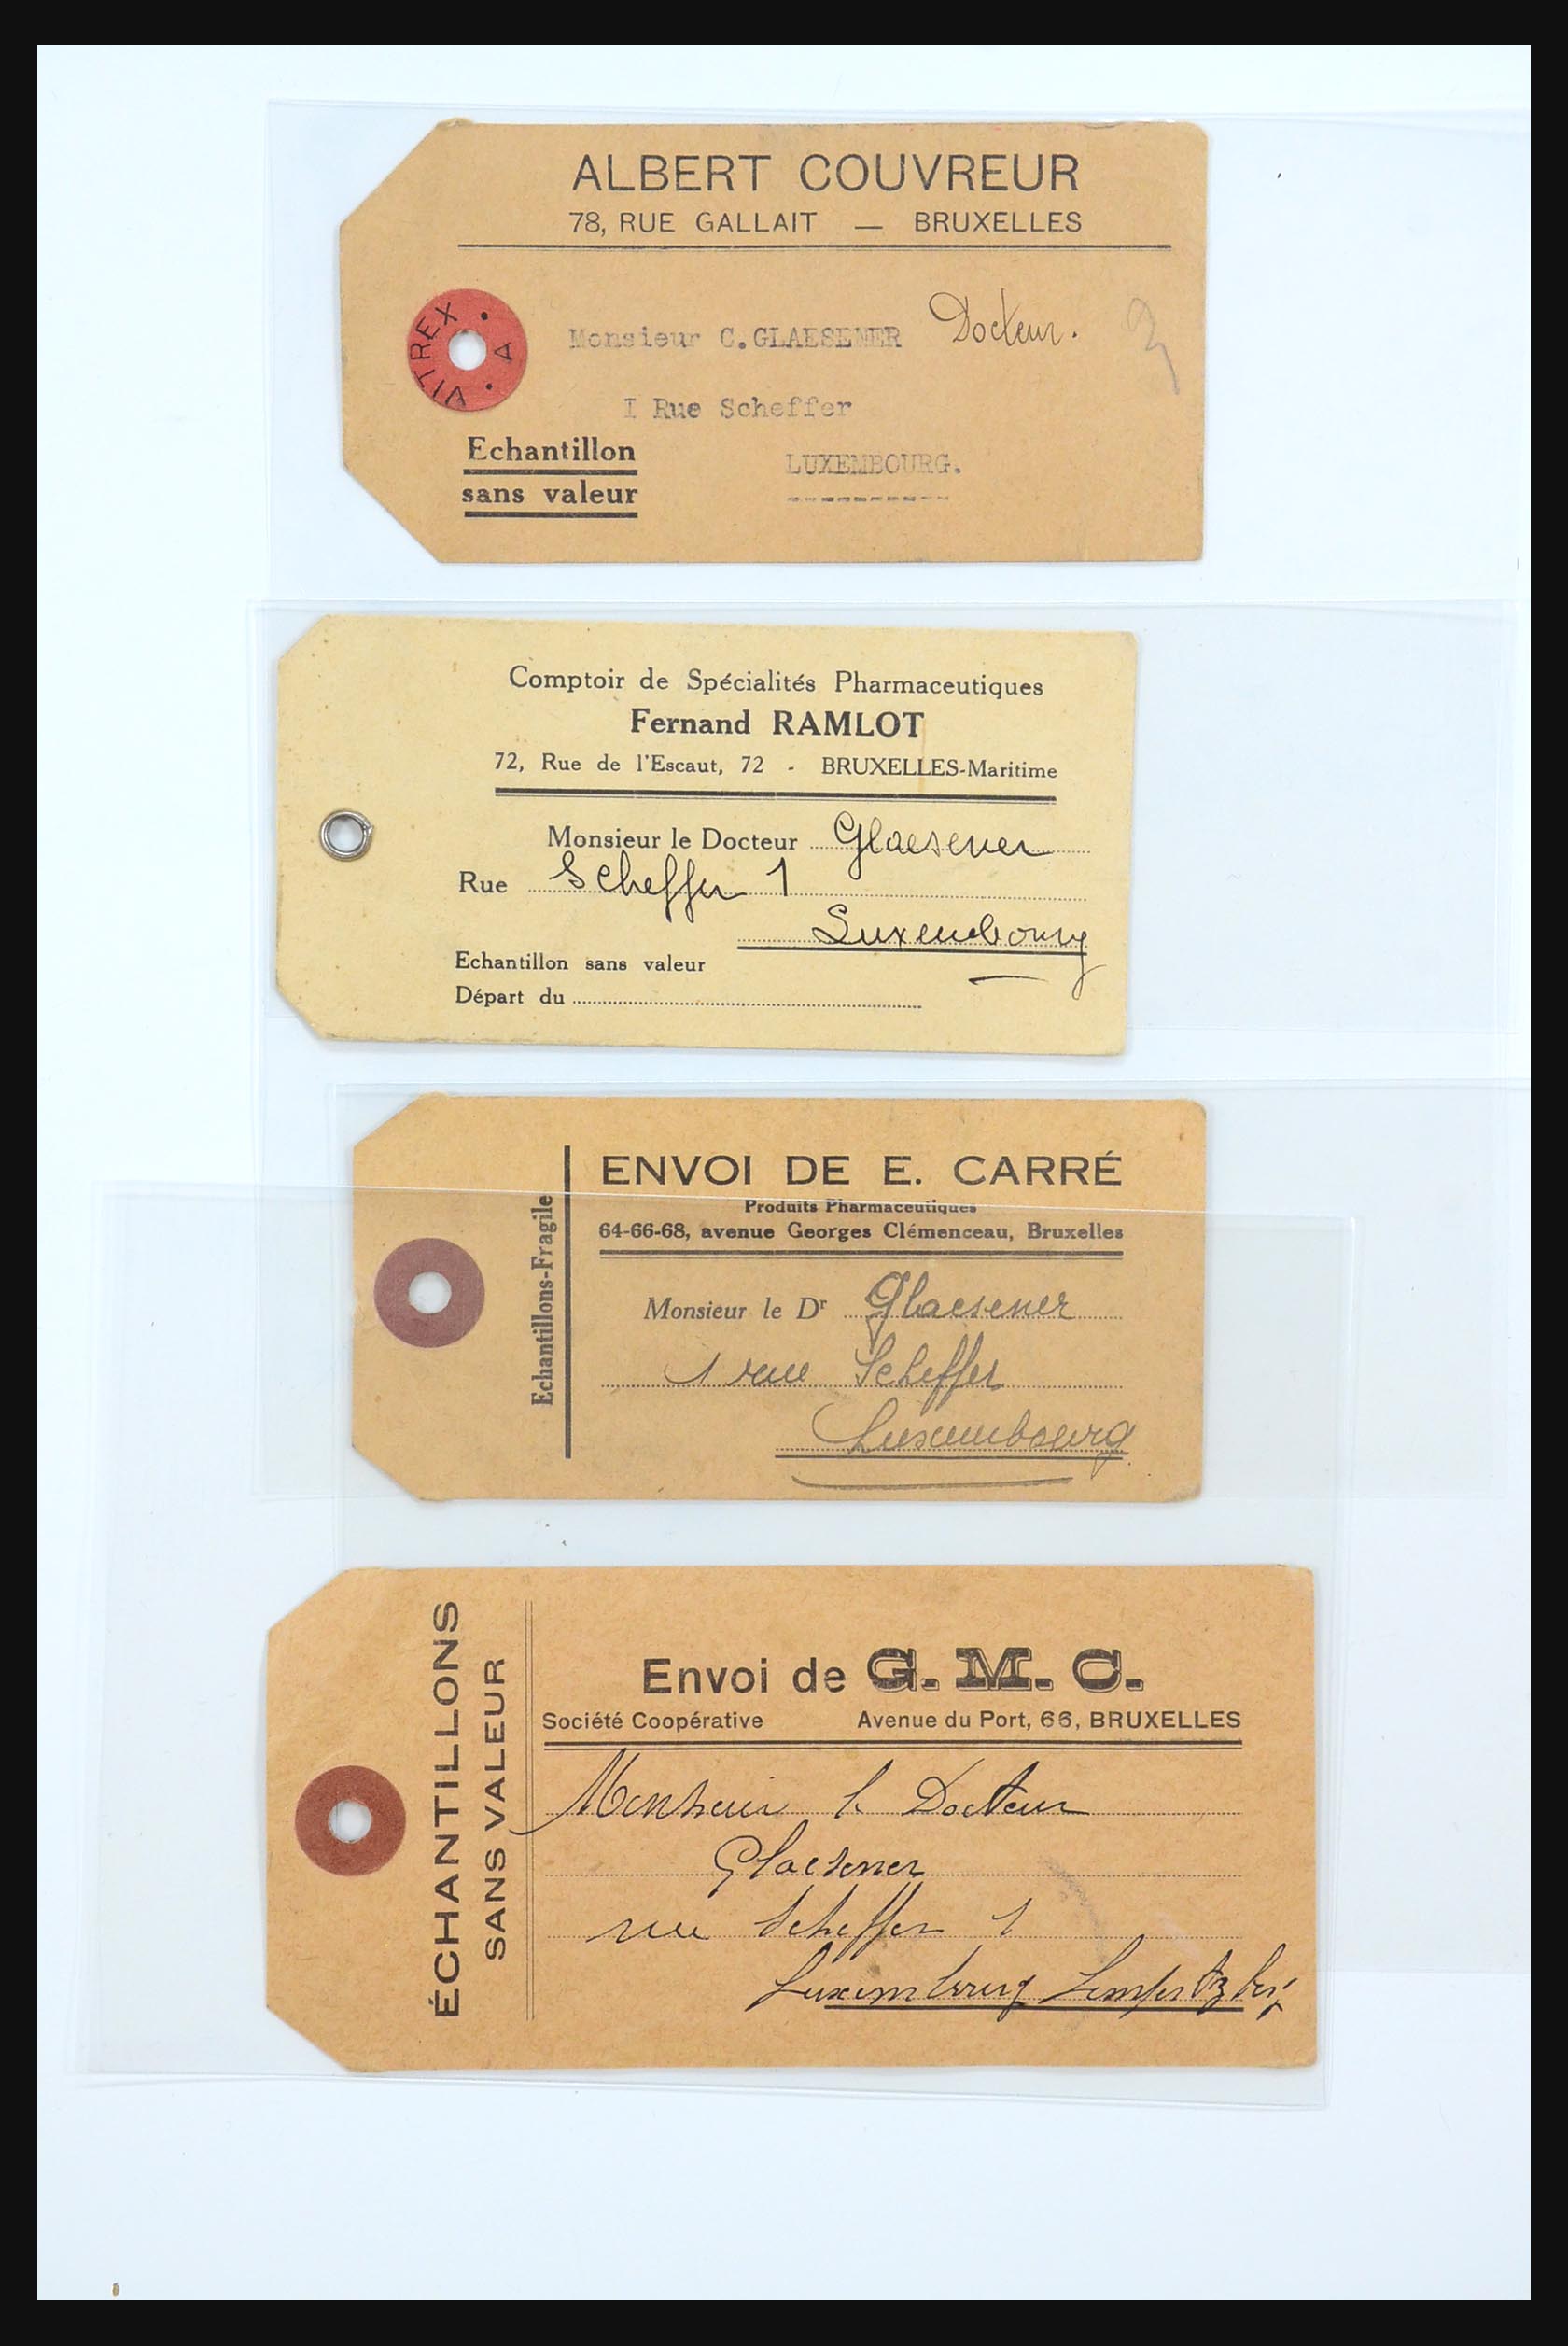 ALBERT COUVREUR
78, RUE GALLAIT — BRUXELLES
VITREX · A ·
Monsieur C.GLAESENER Docteur.
I Rue Scheffer
Echantillon
sans valeur
LUXEMBOURG.
Comptoir de Spécialités Pharmaceutiques
Fernand RAMLOT
72, Rue de l'Escaut, 72 - BRUXELLES-Maritime
Monsieur le Docteur Glaesener
Rue Scheffer 1
Luxembourg
Echantillon sans valeur
Départ du
Echantillons-Fragile
ENVOI DE E. CARRÉ
Produits Pharmaceutiques
64-66-68, avenue Georges Clémenceau, Bruxelles
Monsieur le Dr Glaesener
1 rue Scheffer
Luxembourg
ÉCHANTILLONS
SANS VALEUR
Envoi de G. M. C.
Société Coopérative Avenue du Port, 66, BRUXELLES
Monsieur le Docteur
Glaesener
rue Scheffer 1
Luxembourg